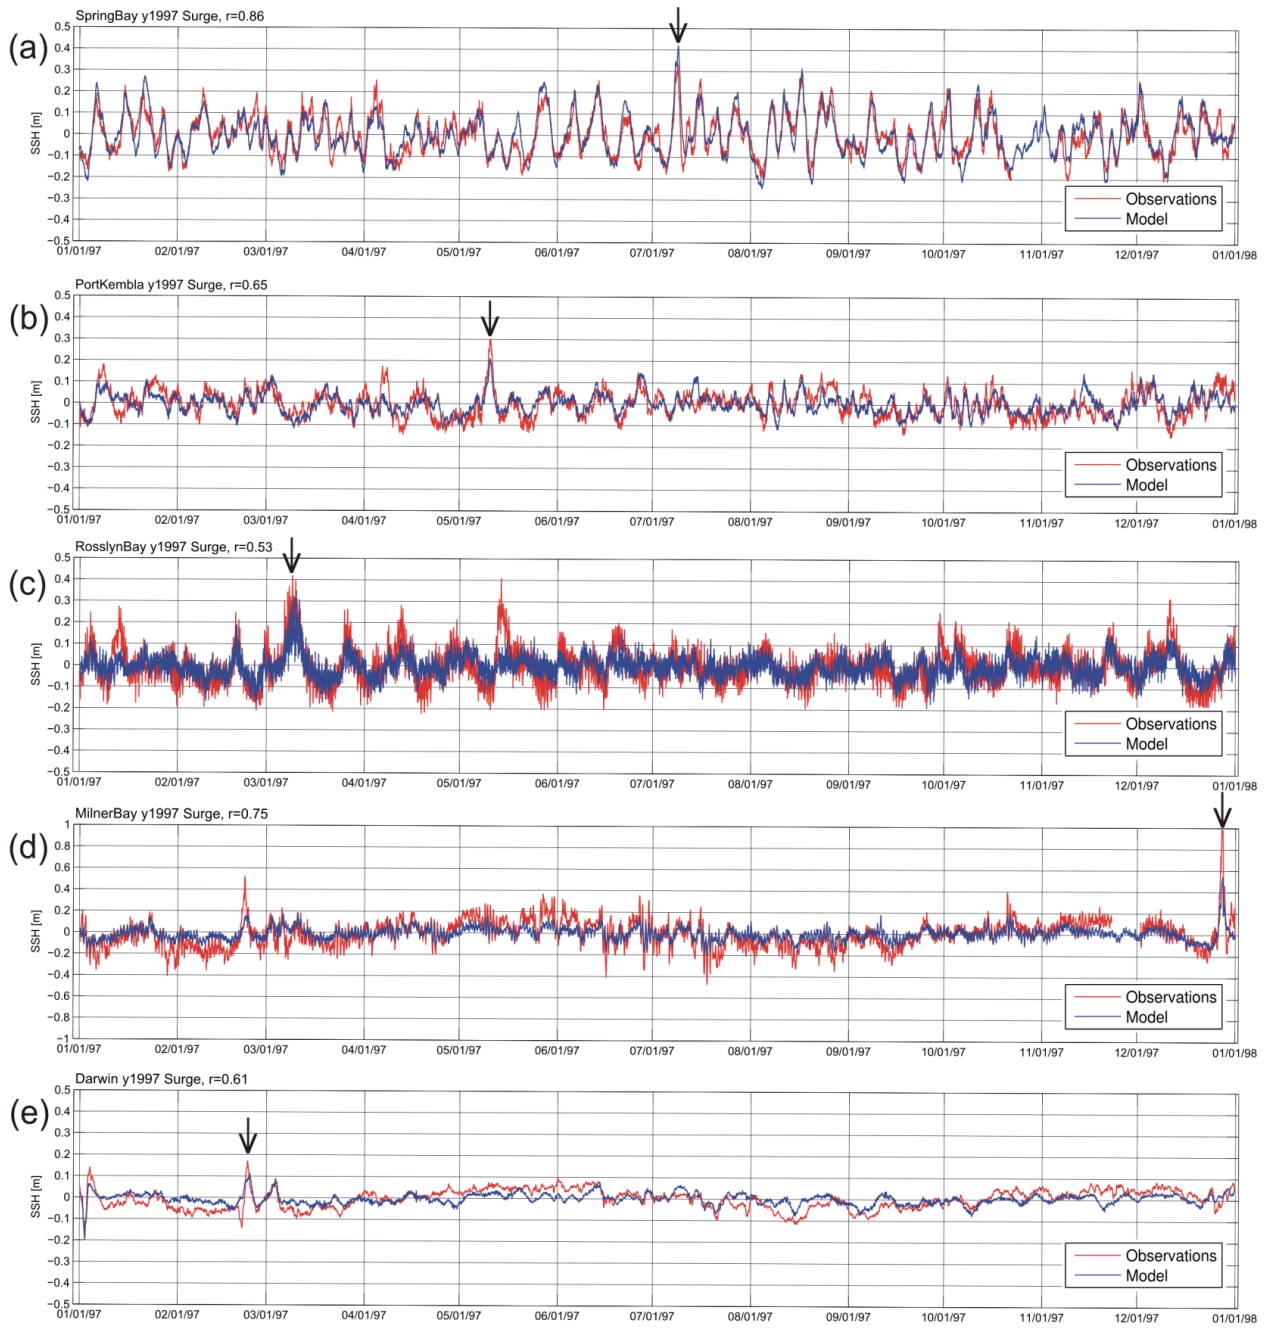 SpringBay y1997 Surge, r=0.86
(a)
SSH [m]
0.5
0.4
0.3
0.2
0.1
0
−0.1
−0.2
−0.3
−0.4
−0.5
Observations
Model
01/01/97 02/01/97 03/01/97 04/01/97 05/01/97 06/01/97 07/01/97 08/01/97 09/01/97 10/01/97 11/01/97 12/01/97 01/01/98
PortKembla y1997 Surge, r=0.65
(b)
SSH [m]
0.5
0.4
0.3
0.2
0.1
0
−0.1
−0.2
−0.3
−0.4
−0.5
Observations
Model
01/01/97 02/01/97 03/01/97 04/01/97 05/01/97 06/01/97 07/01/97 08/01/97 09/01/97 10/01/97 11/01/97 12/01/97 01/01/98
RosslynBay y1997 Surge, r=0.53
(c)
SSH [m]
0.5
0.4
0.3
0.2
0.1
0
−0.1
−0.2
−0.3
−0.4
−0.5
Observations
Model
01/01/97 02/01/97 03/01/97 04/01/97 05/01/97 06/01/97 07/01/97 08/01/97 09/01/97 10/01/97 11/01/97 12/01/97 01/01/98
MilnerBay y1997 Surge, r=0.75
(d)
SSH [m]
1
0.8
0.6
0.4
0.2
0
−0.2
−0.4
−0.6
−0.8
−1
Observations
Model
01/01/97 02/01/97 03/01/97 04/01/97 05/01/97 06/01/97 07/01/97 08/01/97 09/01/97 10/01/97 11/01/97 12/01/97 01/01/98
Darwin y1997 Surge, r=0.61
(e)
SSH [m]
0.5
0.4
0.3
0.2
0.1
0
−0.1
−0.2
−0.3
−0.4
−0.5
Observations
Model
01/01/97 02/01/97 03/01/97 04/01/97 05/01/97 06/01/97 07/01/97 08/01/97 09/01/97 10/01/97 11/01/97 12/01/97 01/01/98